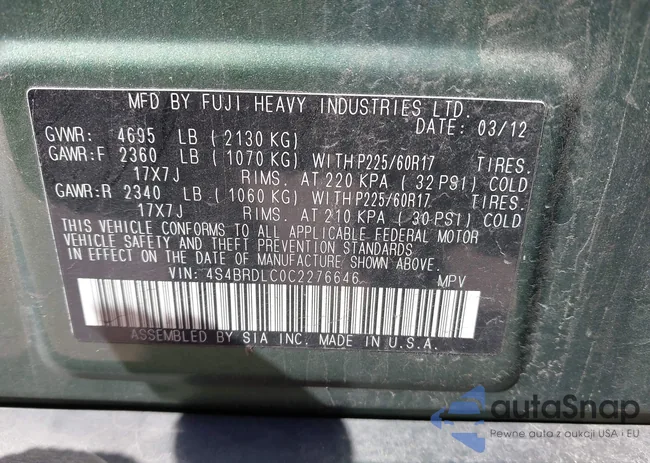 MFD BY FUJI HEAVY INDUSTRIES LTD.
DATE: 03/12
GVWR: 4695 LB (2130 KG)
GAWR:F 2360 LB (1070 KG) WITH P225/60R17 TIRES.
17X7J RIMS. AT 220 KPA (32 PSI) COLD
GAWR:R 2340 LB (1060 KG) WITH P225/60R17 TIRES.
17X7J RIMS. AT 210 KPA (30 PSI) COLD
THIS VEHICLE CONFORMS TO ALL APPLICABLE FEDERAL MOTOR
VEHICLE SAFETY AND THEFT PREVENTION STANDARDS
IN EFFECT ON THE DATE OF MANUFACTURE SHOWN ABOVE.
VIN: 4S4BRDLC0C2276646 MPV
ASSEMBLED BY SIA INC. MADE IN U.S.A.
autaSnap
Pewne auta z aukcji USA i EU